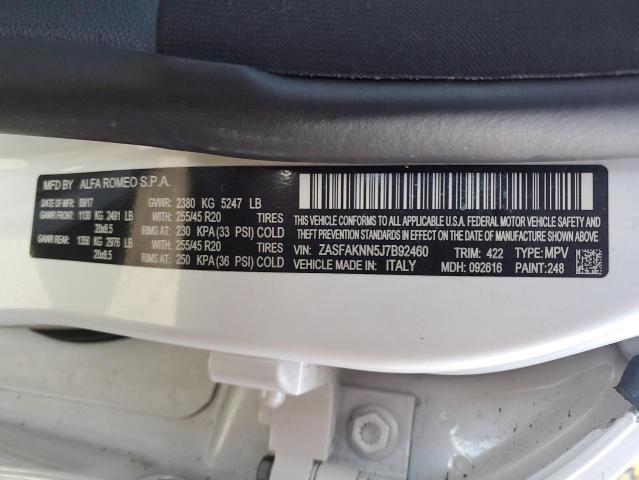 MFD BY ALFA ROMEO S.P.A.
DATE OF MFR 09/17 GVWR: 2380 KG 5247 LB
GAWR FRONT: 1130 KG 2491 LB WITH: 255/45 R20 TIRES
20x8.5 RIMS AT: 230 KPA (33 PSI) COLD
GAWR REAR: 1350 KG 2976 LB WITH: 255/45 R20 TIRES
20x8.5 RIMS AT: 250 KPA (36 PSI) COLD
THIS VEHICLE CONFORMS TO ALL APPLICABLE U.S.A. FEDERAL MOTOR VEHICLE SAFETY AND
THEFT PREVENTION STANDARDS IN EFFECT ON THE DATE OF MANUFACTURE SHOWN ABOVE.
VIN: ZASFAKNN5J7B92460 TRIM: 422 TYPE: MPV
VEHICLE MADE IN: ITALY MDH: 092616 PAINT: 248